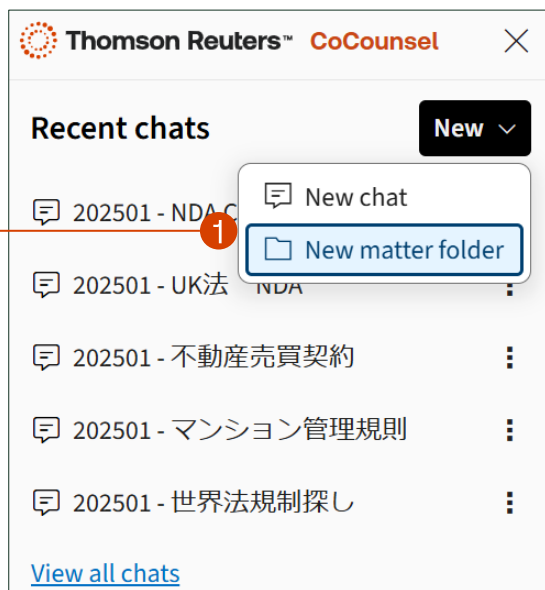 Thomson Reuters™ CoCounsel
Recent chats
New
New chat
202501 - NDA C
1
New matter folder
202501 - UK法 NDA
202501 - 不動産売買契約
202501 - マンション管理規則
202501 - 世界法規制探し
View all chats